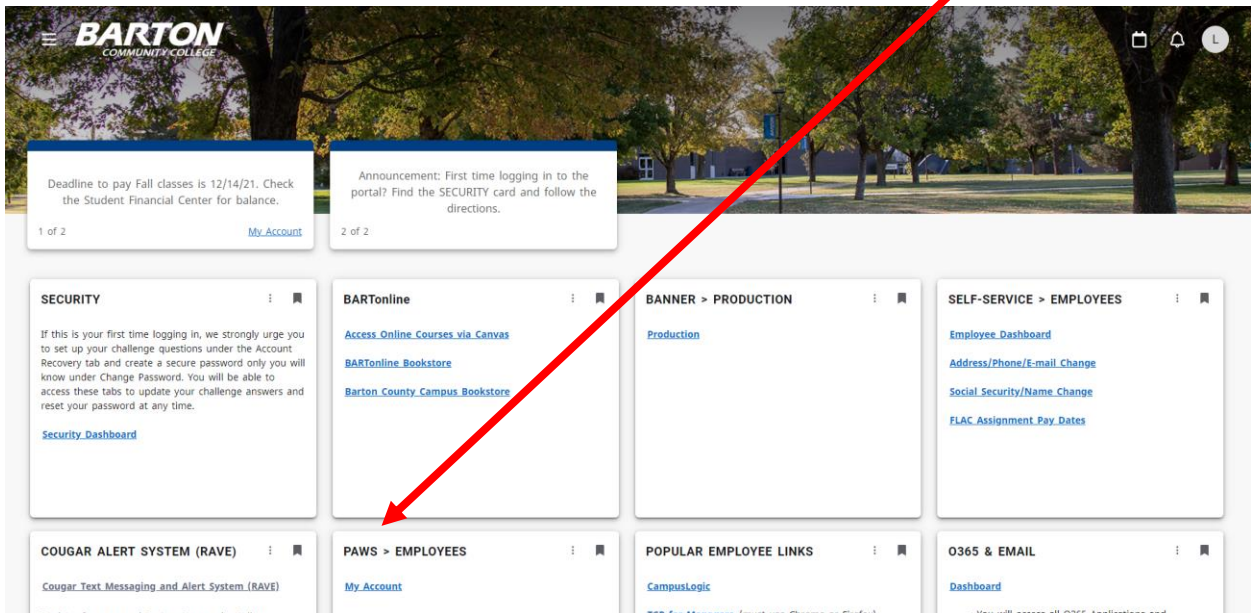 BARTON
COMMUNITY COLLEGE
L
Deadline to pay Fall classes is 12/14/21. Check
the Student Financial Center for balance.
1 of 2
My Account
Announcement: First time logging in to the
portal? Find the SECURITY card and follow the
directions.
2 of 2
SECURITY
If this is your first time logging in, we strongly urge you
to set up your challenge questions under the Account
Recovery tab and create a secure password only you will
know under Change Password. You will be able to
access these tabs to update your challenge answers and
reset your password at any time.
Security Dashboard
BARTonline
Access Online Courses via Canvas
BARTonline Bookstore
Barton County Campus Bookstore
BANNER > PRODUCTION
Production
SELF-SERVICE > EMPLOYEES
Employee Dashboard
Address/Phone/E-mail Change
Social Security/Name Change
FLAC Assignment Pay Dates
COUGAR ALERT SYSTEM (RAVE)
Cougar Text Messaging and Alert System (RAVE)
PAWS > EMPLOYEES
My Account
POPULAR EMPLOYEE LINKS
CampusLogic
O365 & EMAIL
Dashboard
You will access all O365 Applications and